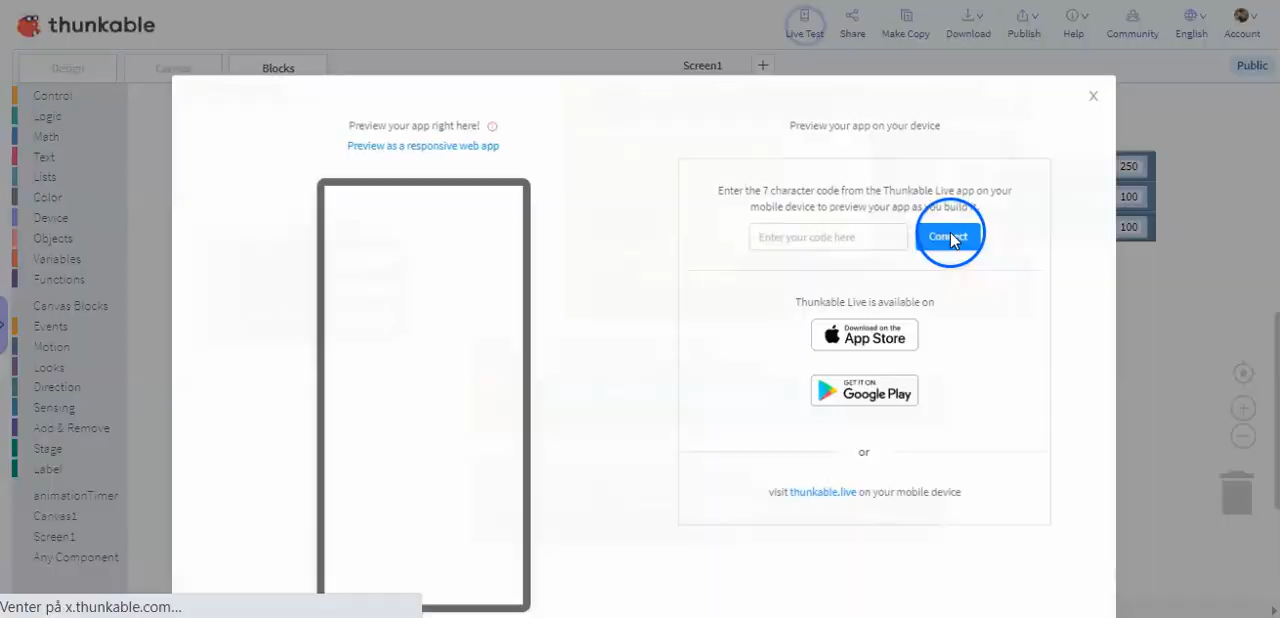 thunkable
Live Test
Share
Make Copy
Download
Publish
Help
Community
English
Account
Design
Canvas
Blocks
Screen1
Public
Control
Logic
Math
Text
Lists
Color
Device
Objects
Variables
Functions
Canvas Blocks
Events
Motion
Looks
Direction
Sensing
Add & Remove
Stage
Label
animationTimer
Canvas1
Screen1
Any Component
X
Preview your app right here!
Preview as a responsive web app
Preview your app on your device
Enter the 7 character code from the Thunkable Live app on your
mobile device to preview your app as you build it.
Enter your code here
Connect
Thunkable Live is available on
Download on the
App Store
GET IT ON
Google Play
or
visit thunkable.live on your mobile device
250
100
100
Venter på x.thunkable.com...